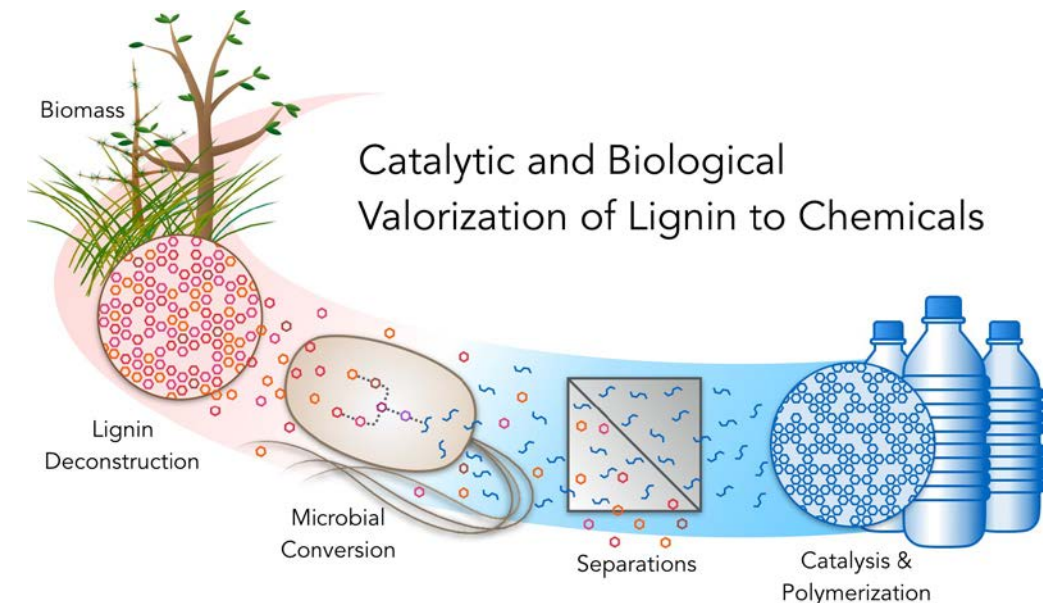 Biomass
Catalytic and Biological
Valorization of Lignin to Chemicals
Lignin
Deconstruction
Microbial
Conversion
Separations
Catalysis &
Polymerization